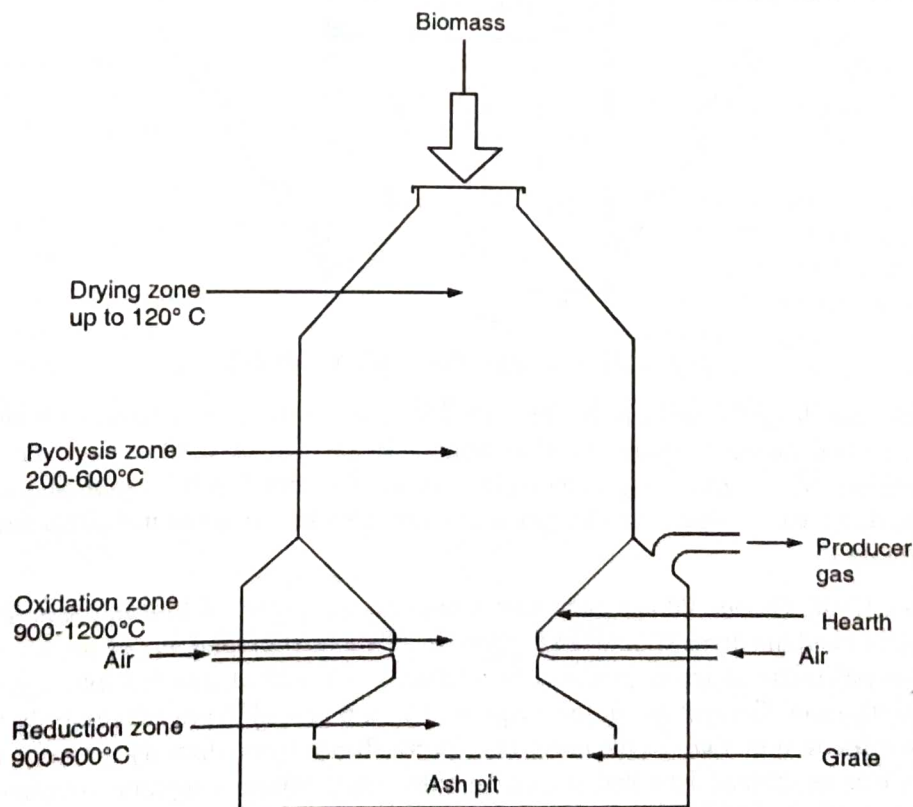 Biomass
Drying zone
up to 120° C
Pyolysis zone
200-600°C
Producer
gas
Oxidation zone
900-1200°C
Hearth
Air
Air
Reduction zone
900-600°C
Grate
Ash pit